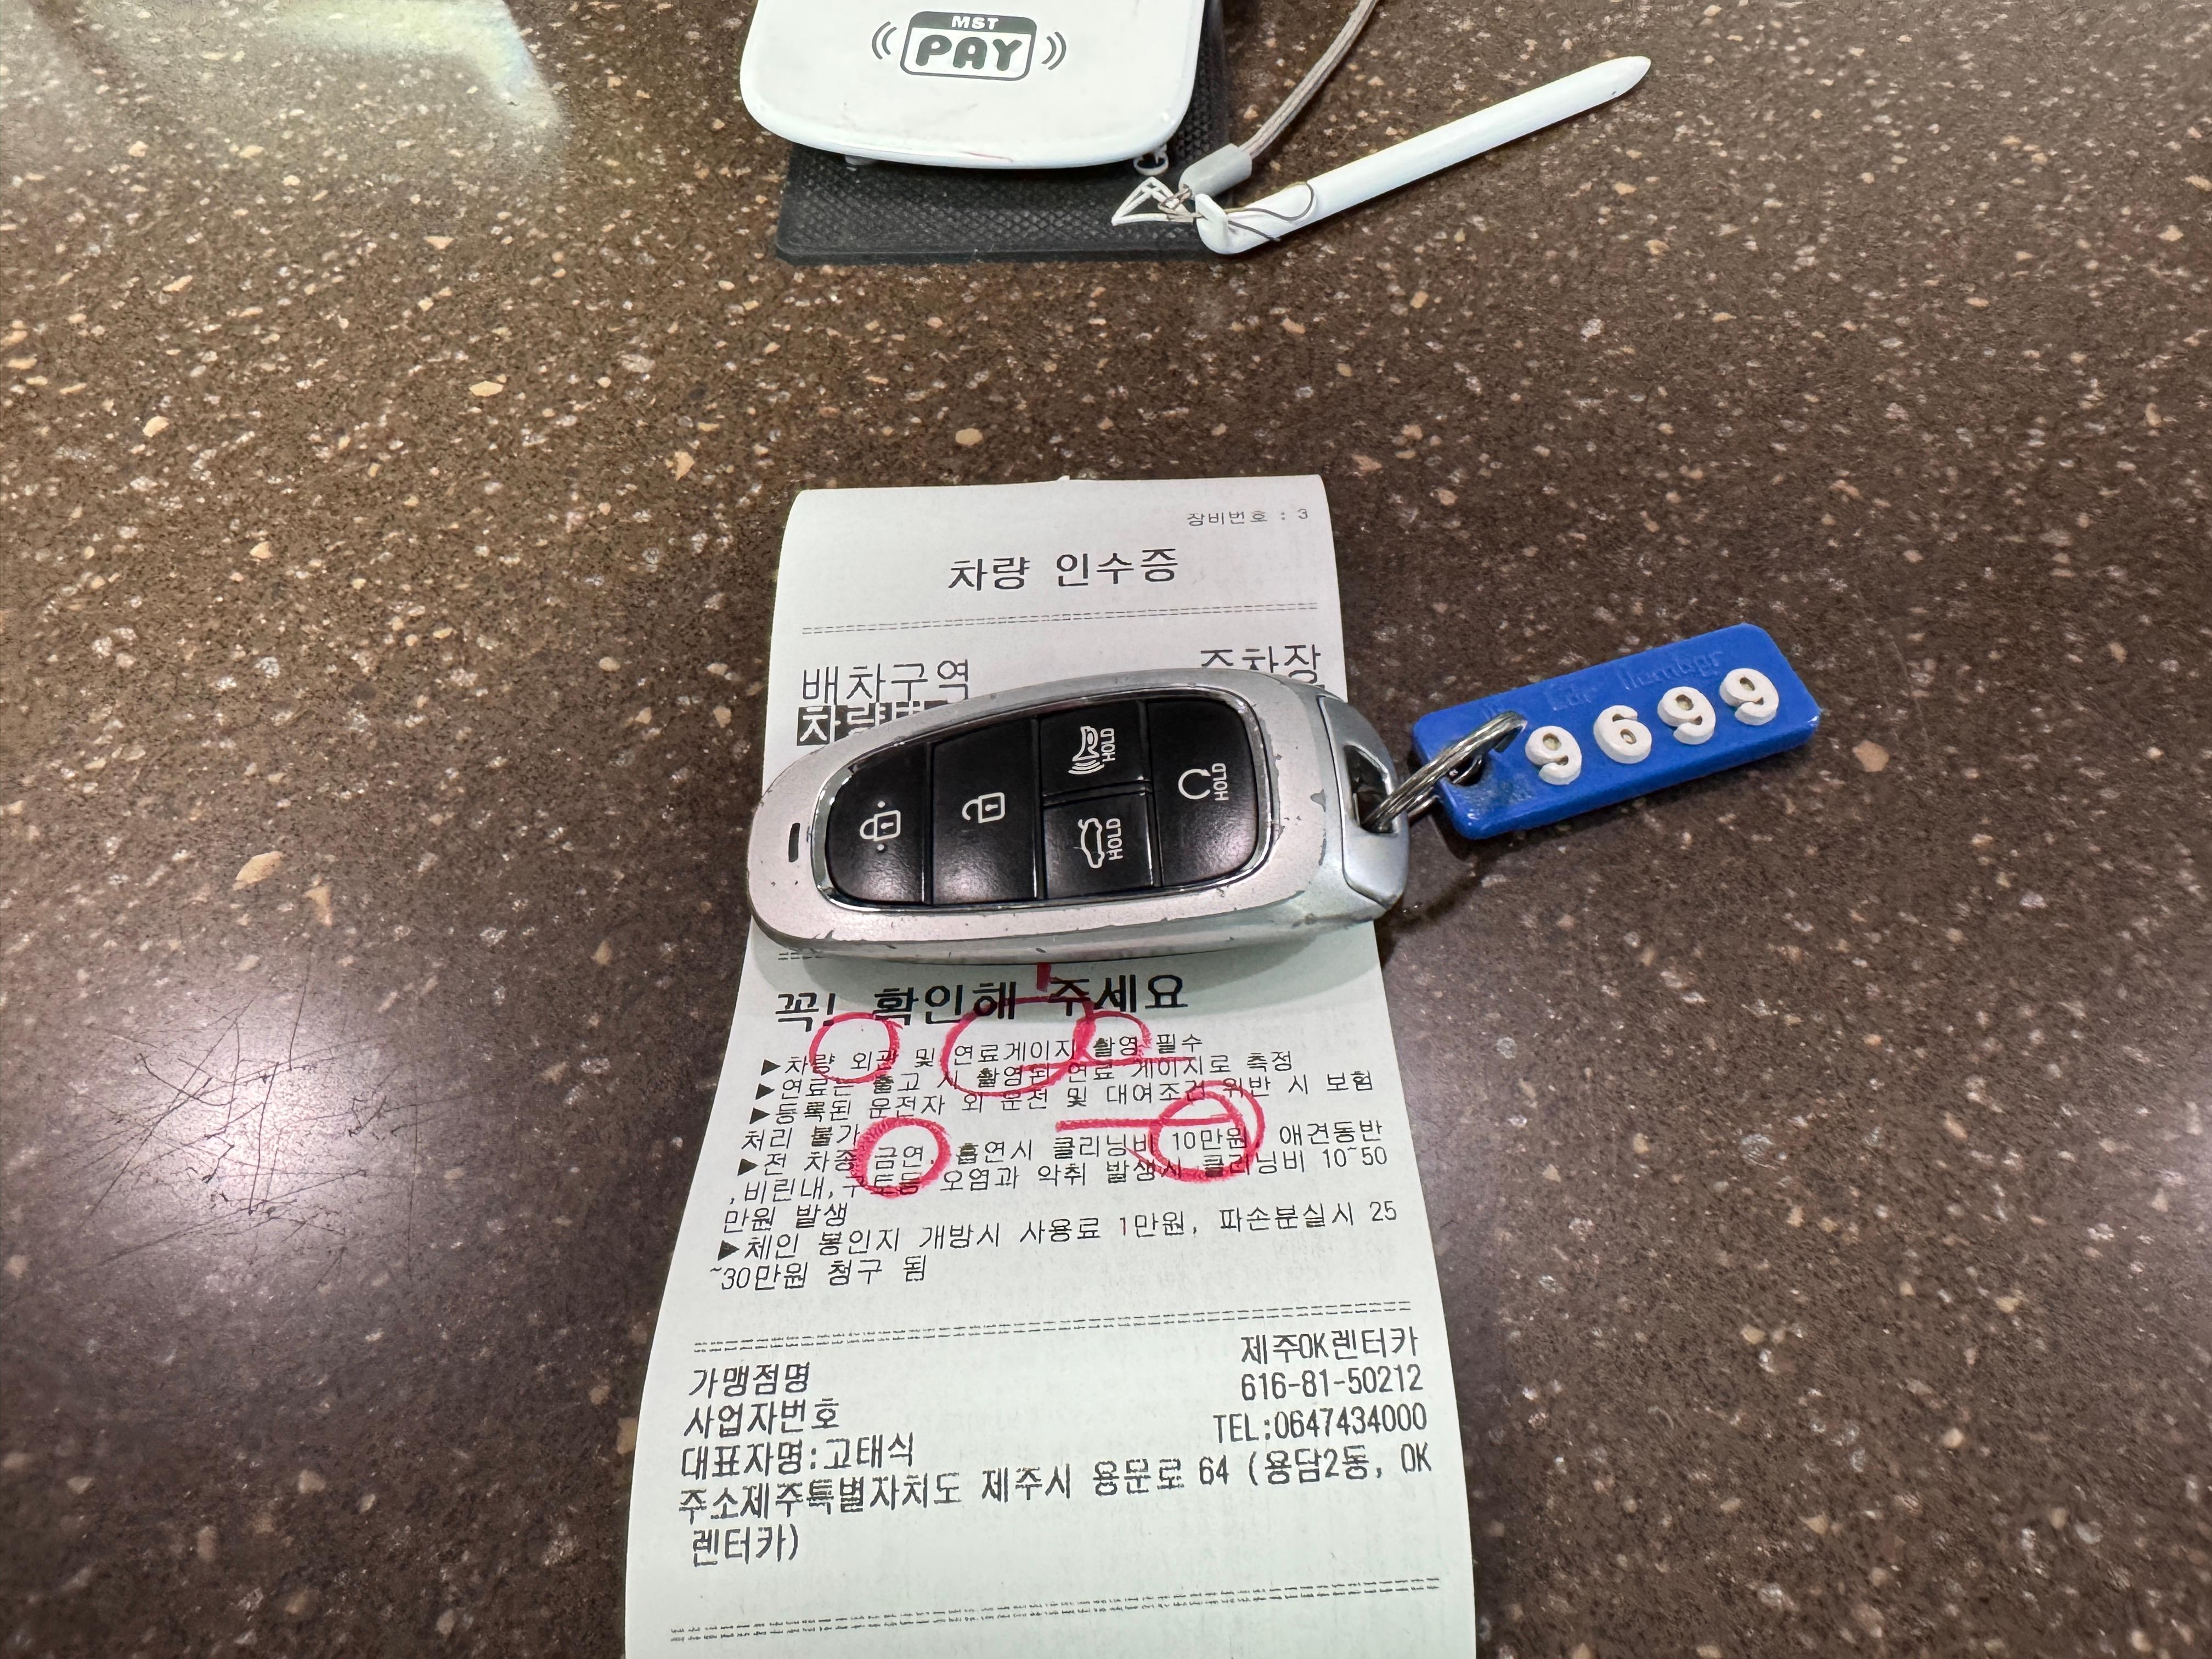 MST
PAY
장비번호 : 3
차량 인수증
배차구역 주차장
HOLD
HOLD
HOLD
Car Number
9699
꼭! 확인해 주세요
▶차량 외관 및 연료게이지 촬영 필수
▶연료는 출고 시 촬영된 연료 게이지로 측정
▶등록된 운전자 외 운전 및 대여조건 위반 시 보험
처리 불가
▶전 차종 금연 흡연시 클리닝비 10만원, 애견동반
,비린내,구토등 오염과 악취 발생시 클리닝비 10~50
만원 발생
▶체인 봉인지 개방시 사용료 1만원, 파손분실시 25
~30만원 청구 됨
가맹점명 제주OK렌터카
사업자번호 616-81-50212
대표자명:고태식 TEL:0647434000
주소제주특별자치도 제주시 용문로 64 (용담2동, OK
렌터카)